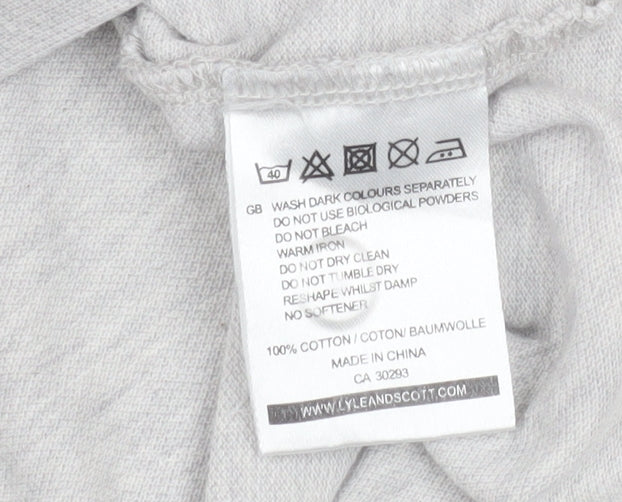 40
GB WASH DARK COLOURS SEPARATELY
DO NOT USE BIOLOGICAL POWDERS
DO NOT BLEACH
WARM IRON
DO NOT DRY CLEAN
DO NOT TUMBLE DRY
RESHAPE WHILST DAMP
NO SOFTENER
100% COTTON / COTON/ BAUMWOLLE
MADE IN CHINA
CA 30293
WWW.LYLEANDSCOTT.COM